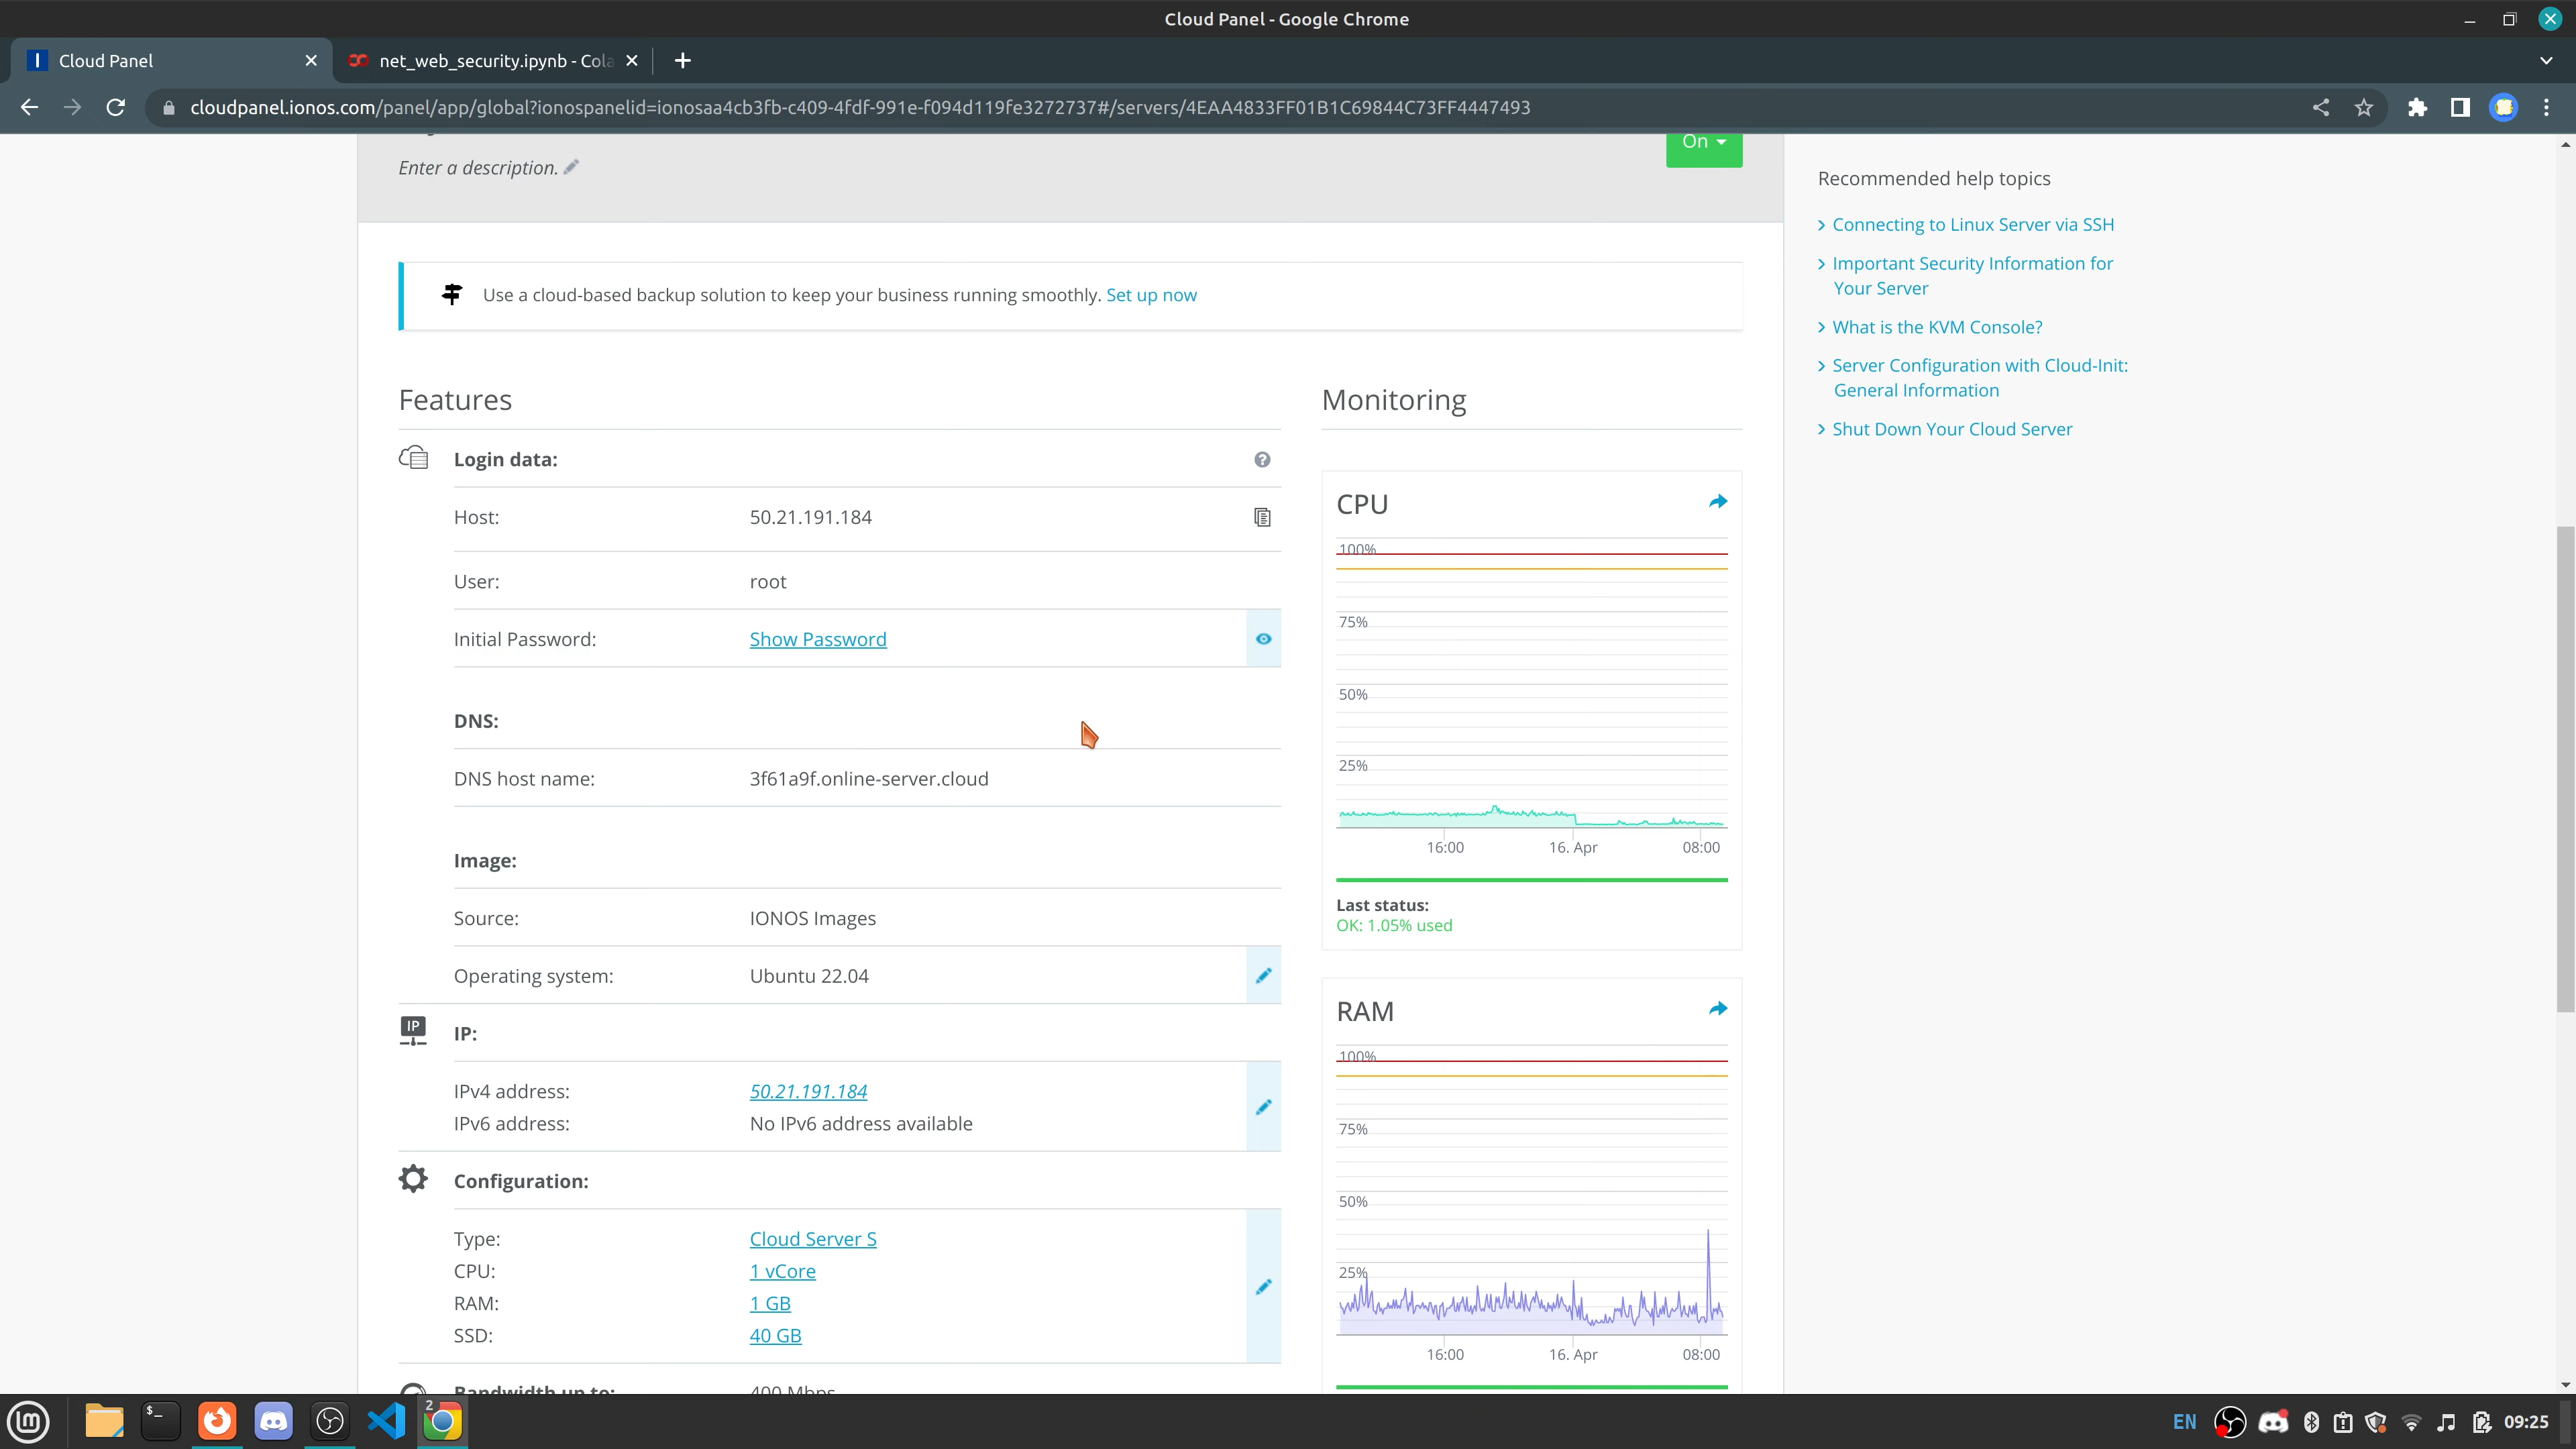 Cloud Panel - Google Chrome
Cloud Panel
net_web_security.ipynb - Cola
cloudpanel.ionos.com/panel/app/global?ionospanelid=ionosaa4cb3fb-c409-4fdf-991e-f094d119fe3272737#/servers/4EAA4833FF01B1C69844C73FF4447493
On
Enter a description.
Use a cloud-based backup solution to keep your business running smoothly. Set up now
Features
Login data:
Host: 50.21.191.184
User: root
Initial Password: Show Password
DNS:
DNS host name: 3f61a9f.online-server.cloud
Image:
Source: IONOS Images
Operating system: Ubuntu 22.04
IP
IP:
IPv4 address: 50.21.191.184
IPv6 address: No IPv6 address available
Configuration:
Type: Cloud Server S
CPU: 1 vCore
RAM: 1 GB
SSD: 40 GB
Bandwidth up to: 400 Mbps
Monitoring
CPU
100%
75%
50%
25%
16:00 16. Apr 08:00
Last status:
OK: 1.05% used
RAM
100%
75%
50%
25%
16:00 16. Apr 08:00
Recommended help topics
Connecting to Linux Server via SSH
Important Security Information for
Your Server
What is the KVM Console?
Server Configuration with Cloud-Init:
General Information
Shut Down Your Cloud Server
2
EN
09:25